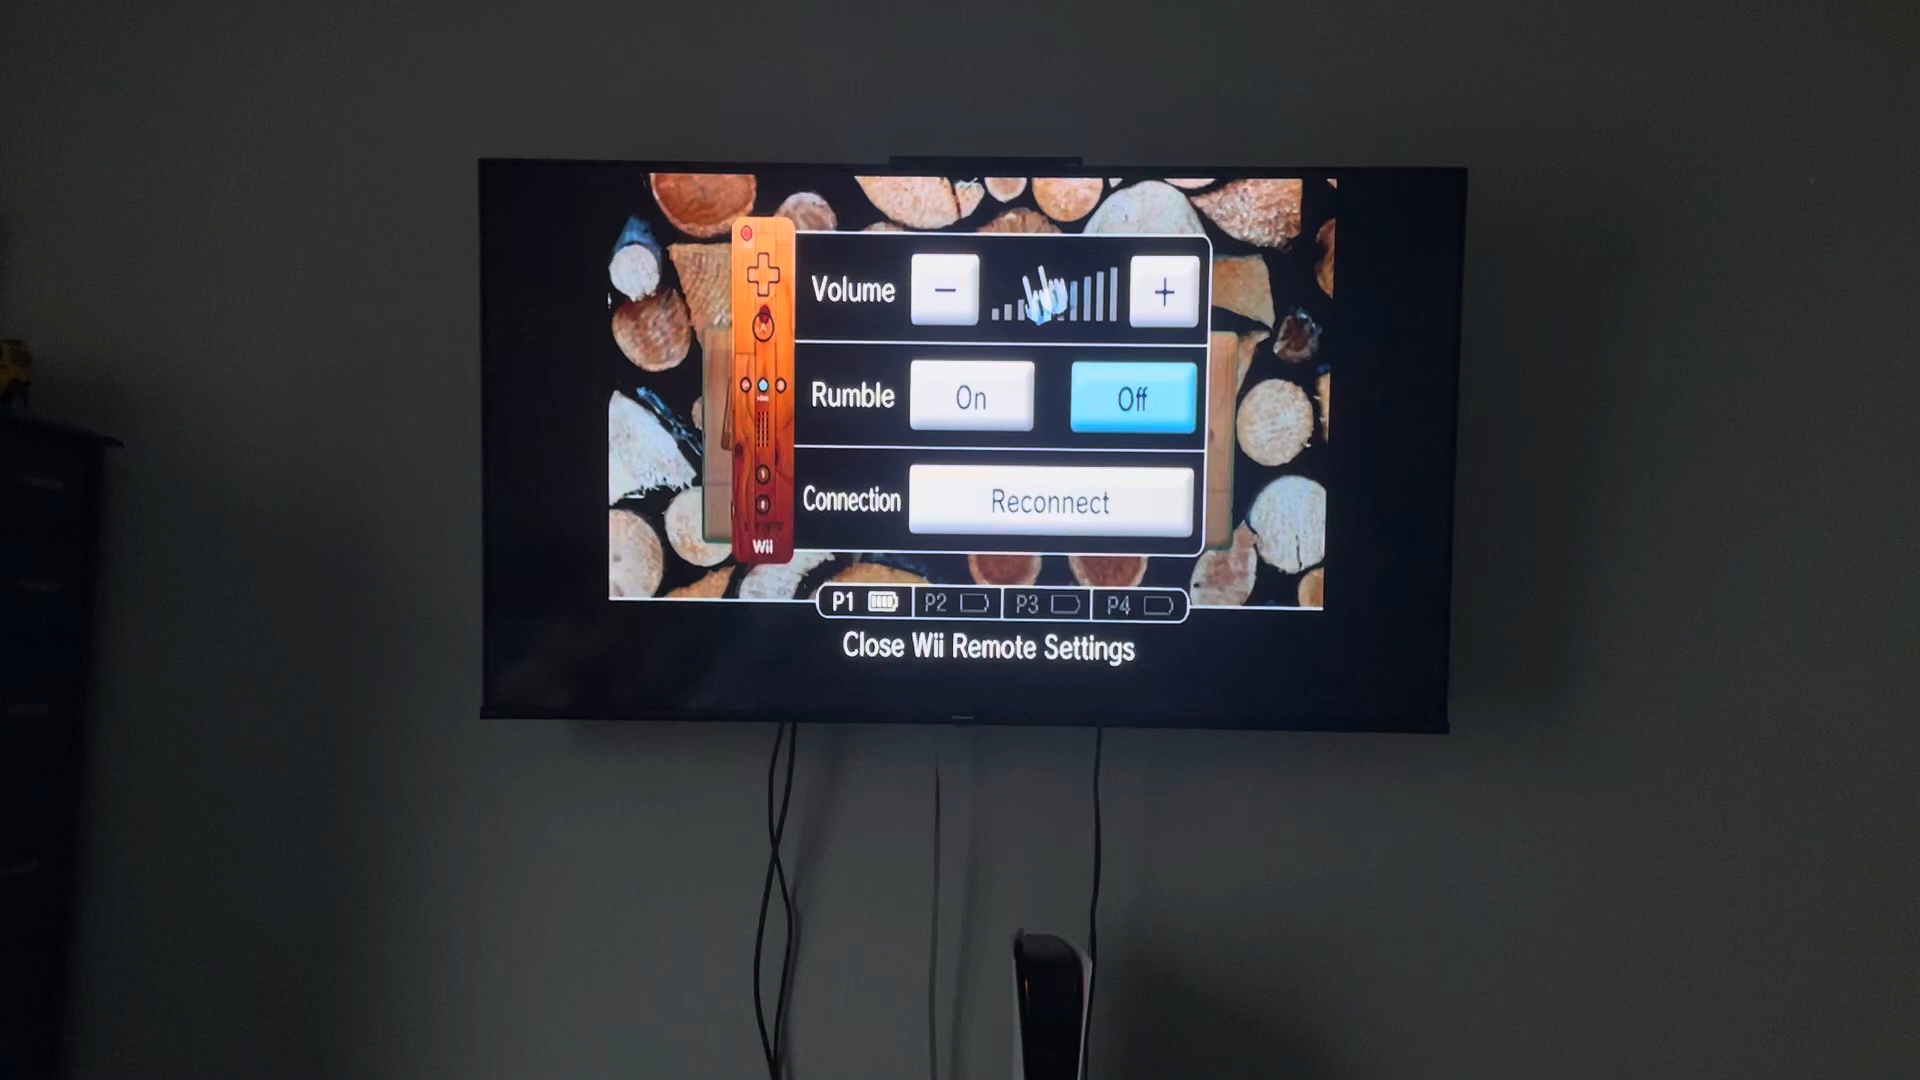 Volume − +
Rumble On Off
Connection Reconnect
Wii
P1 P2 P3 P4
Close Wii Remote Settings